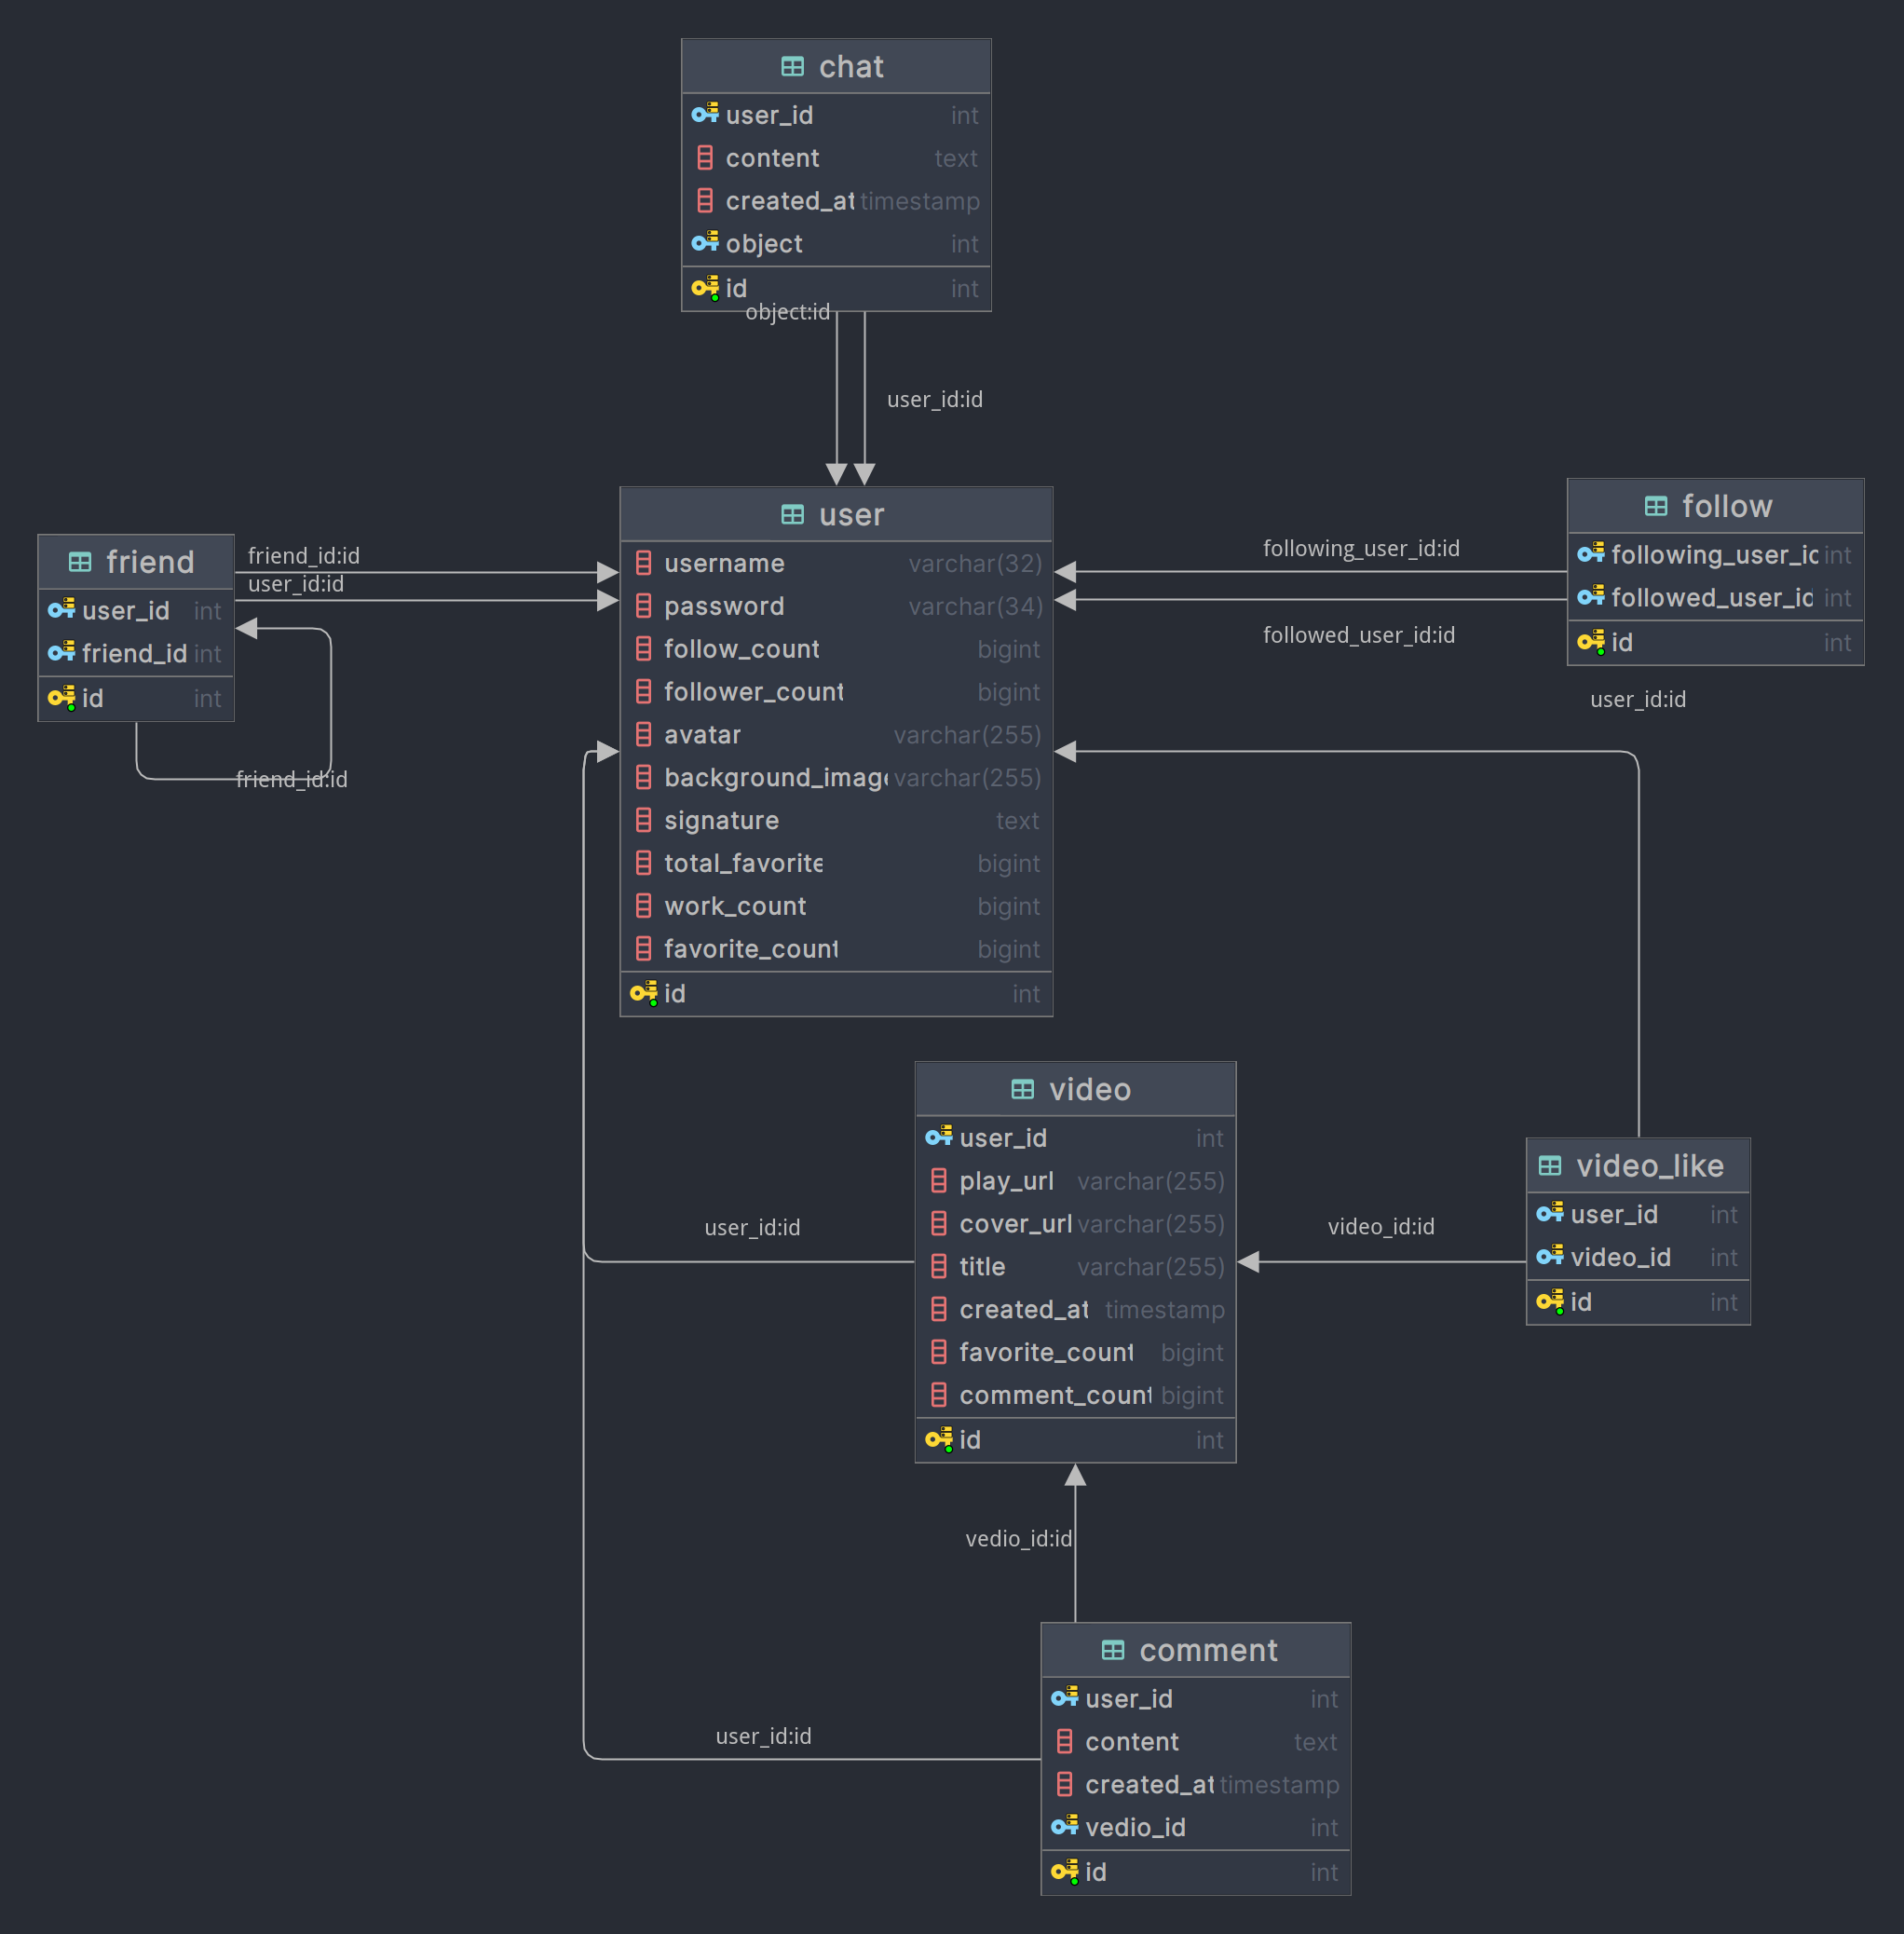 chat
user_id int
content text
created_at timestamp
object int
id int
object:id
user_id:id
user
username varchar(32)
password varchar(34)
follow_count bigint
follower_count bigint
avatar varchar(255)
background_image varchar(255)
signature text
total_favorite bigint
work_count bigint
favorite_count bigint
id int
friend
user_id int
friend_id int
id int
friend_id:id
user_id:id
friend_id:id
follow
following_user_id int
followed_user_id int
id int
following_user_id:id
followed_user_id:id
user_id:id
video
user_id int
play_url varchar(255)
cover_url varchar(255)
title varchar(255)
created_at timestamp
favorite_count bigint
comment_count bigint
id int
user_id:id
video_id:id
video_like
user_id int
video_id int
id int
vedio_id:id
comment
user_id int
content text
created_at timestamp
vedio_id int
id int
user_id:id